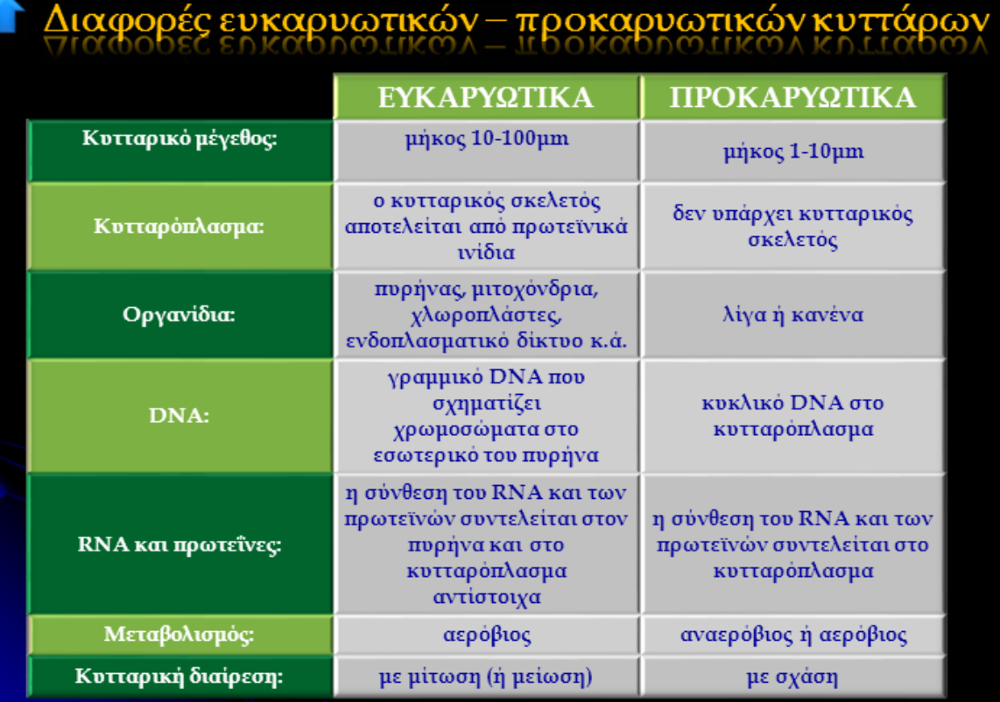 Διαφορές ευκαρυωτικών – προκαρυωτικών κυττάρων
ΕΥΚΑΡΥΩΤΙΚΑ
ΠΡΟΚΑΡΥΩΤΙΚΑ
Κυτταρικό μέγεθος:
μήκος 10-100μm
μήκος 1-10μm
Κυτταρόπλασμα:
ο κυτταρικός σκελετός
αποτελείται από πρωτεϊνικά
ινίδια
δεν υπάρχει κυτταρικός
σκελετός
Οργανίδια:
πυρήνας, μιτοχόνδρια,
χλωροπλάστες,
ενδοπλασματικό δίκτυο κ.ά.
λίγα ή κανένα
DNA:
γραμμικό DNA που
σχηματίζει
χρωμοσώματα στο
εσωτερικό του πυρήνα
κυκλικό DNA στο
κυτταρόπλασμα
RNA και πρωτεΐνες:
η σύνθεση του RNA και των
πρωτεϊνών συντελείται στον
πυρήνα και στο
κυτταρόπλασμα
αντίστοιχα
η σύνθεση του RNA και των
πρωτεϊνών συντελείται στο
κυτταρόπλασμα
Μεταβολισμός:
αερόβιος
αναερόβιος ή αερόβιος
Κυτταρική διαίρεση:
με μίτωση (ή μείωση)
με σχάση